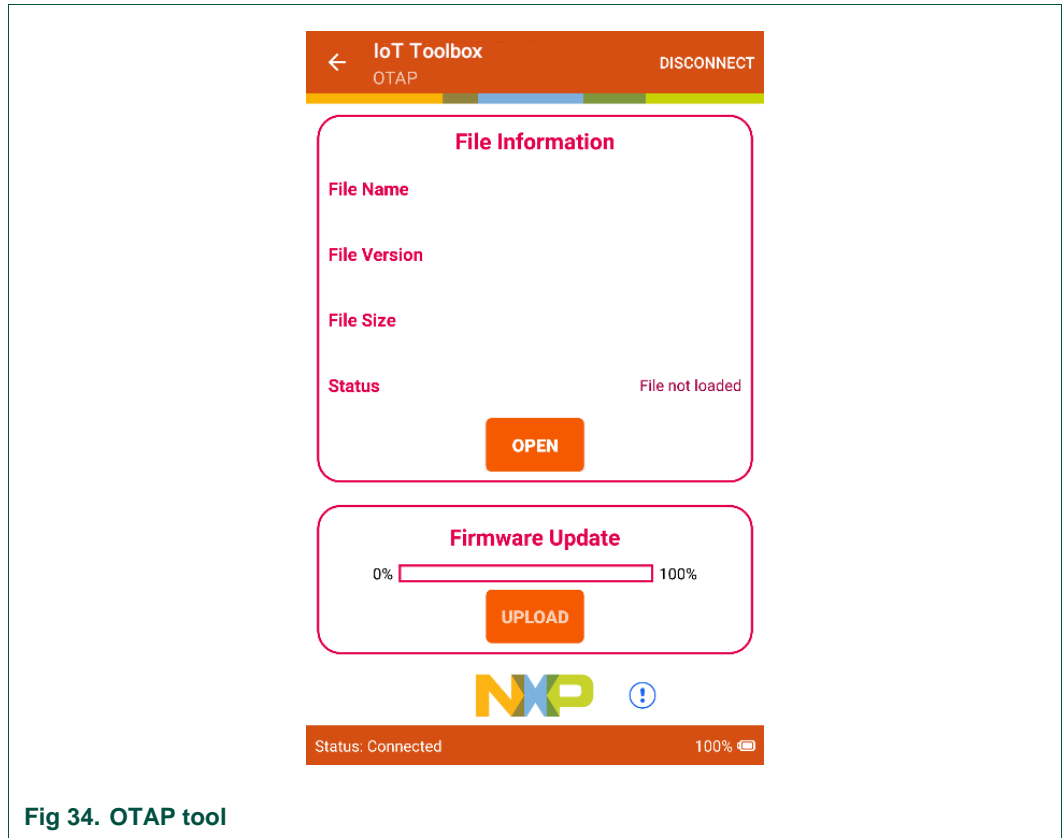 IoT Toolbox
OTAP
DISCONNECT
File Information
File Name
File Version
File Size
Status File not loaded
OPEN
Firmware Update
0% 100%
UPLOAD
NXP
Status: Connected 100%
Fig 34. OTAP tool